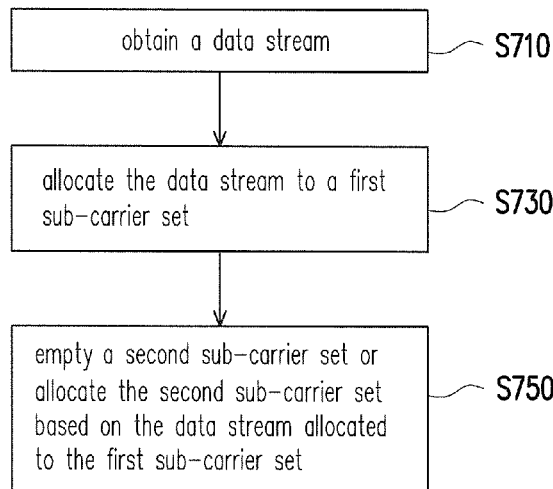 obtain a data stream
S710
allocate the data stream to a first
sub-carrier set
S730
empty a second sub-carrier set or
allocate the second sub-carrier set
based on the data stream allocated
to the first sub-carrier set
S750